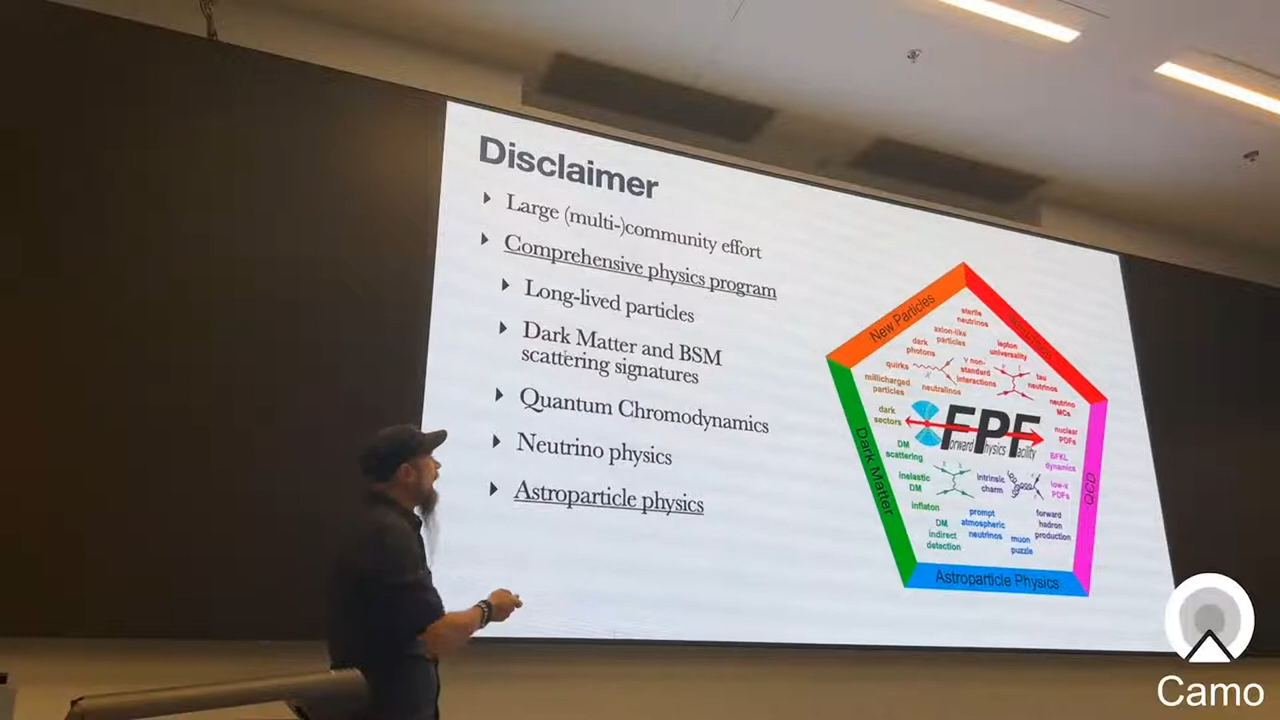 Disclaimer
Large (multi-)community effort
Comprehensive physics program
Long-lived particles
Dark Matter and BSM
scattering signatures
Quantum Chromodynamics
Neutrino physics
Astroparticle physics
New Particles
Dark Matter
QCD
Astroparticle Physics
sterile
neutrinos
axion-like
particles
lepton
universality
dark
photons
quirks
ν non-
standard
interactions
tau
neutrinos
millicharged
particles
neutralinos
neutrino
MCs
dark
sectors
FPF
Forward Physics Facility
nuclear
PDFs
DM
scattering
BFKL
dynamics
inelastic
DM
intrinsic
charm
low-x
PDFs
inflaton
prompt
atmospheric
neutrinos
forward
hadron
production
DM
indirect
detection
muon
puzzle
Camo